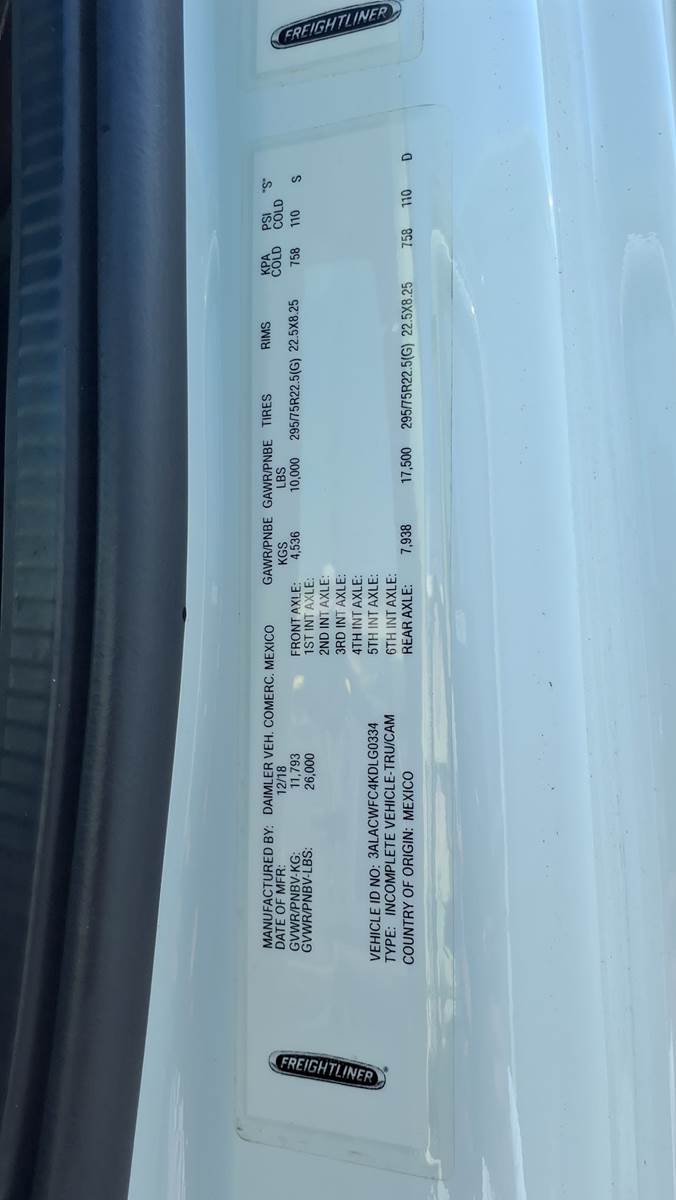 FREIGHTLINER
MANUFACTURED BY: DAIMLER VEH. COMERC. MEXICO
DATE OF MFR: 12/18
GVWR/PNBV-KG: 11,793
GVWR/PNBV-LBS: 26,000
VEHICLE ID NO: 3ALACWFC4KDLG0334
TYPE: INCOMPLETE VEHICLE-TRU/CAM
COUNTRY OF ORIGIN: MEXICO
GAWR/PNBE GAWR/PNBE TIRES RIMS KPA PSI "S"
KGS LBS COLD COLD
FRONT AXLE: 4,536 10,000 295/75R22.5(G) 22.5X8.25 758 110 S
1ST INT AXLE:
2ND INT AXLE:
3RD INT AXLE:
4TH INT AXLE:
5TH INT AXLE:
6TH INT AXLE:
REAR AXLE: 7,938 17,500 295/75R22.5(G) 22.5X8.25 758 110 D
FREIGHTLINER